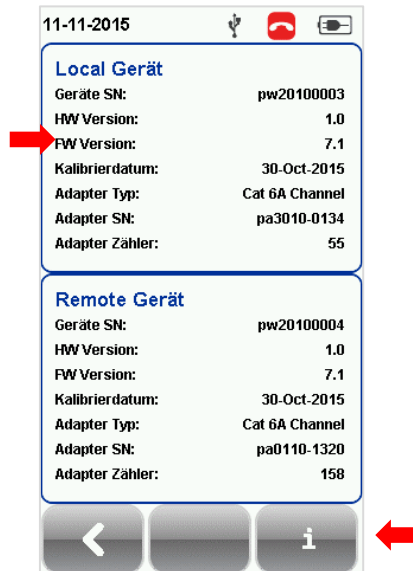 11-11-2015
Local Gerät
Geräte SN: pw20100003
HW Version: 1.0
FW Version: 7.1
Kalibrierdatum: 30-Oct-2015
Adapter Typ: Cat 6A Channel
Adapter SN: pa3010-0134
Adapter Zähler: 55
Remote Gerät
Geräte SN: pw20100004
HW Version: 1.0
FW Version: 7.1
Kalibrierdatum: 30-Oct-2015
Adapter Typ: Cat 6A Channel
Adapter SN: pa0110-1320
Adapter Zähler: 158
i